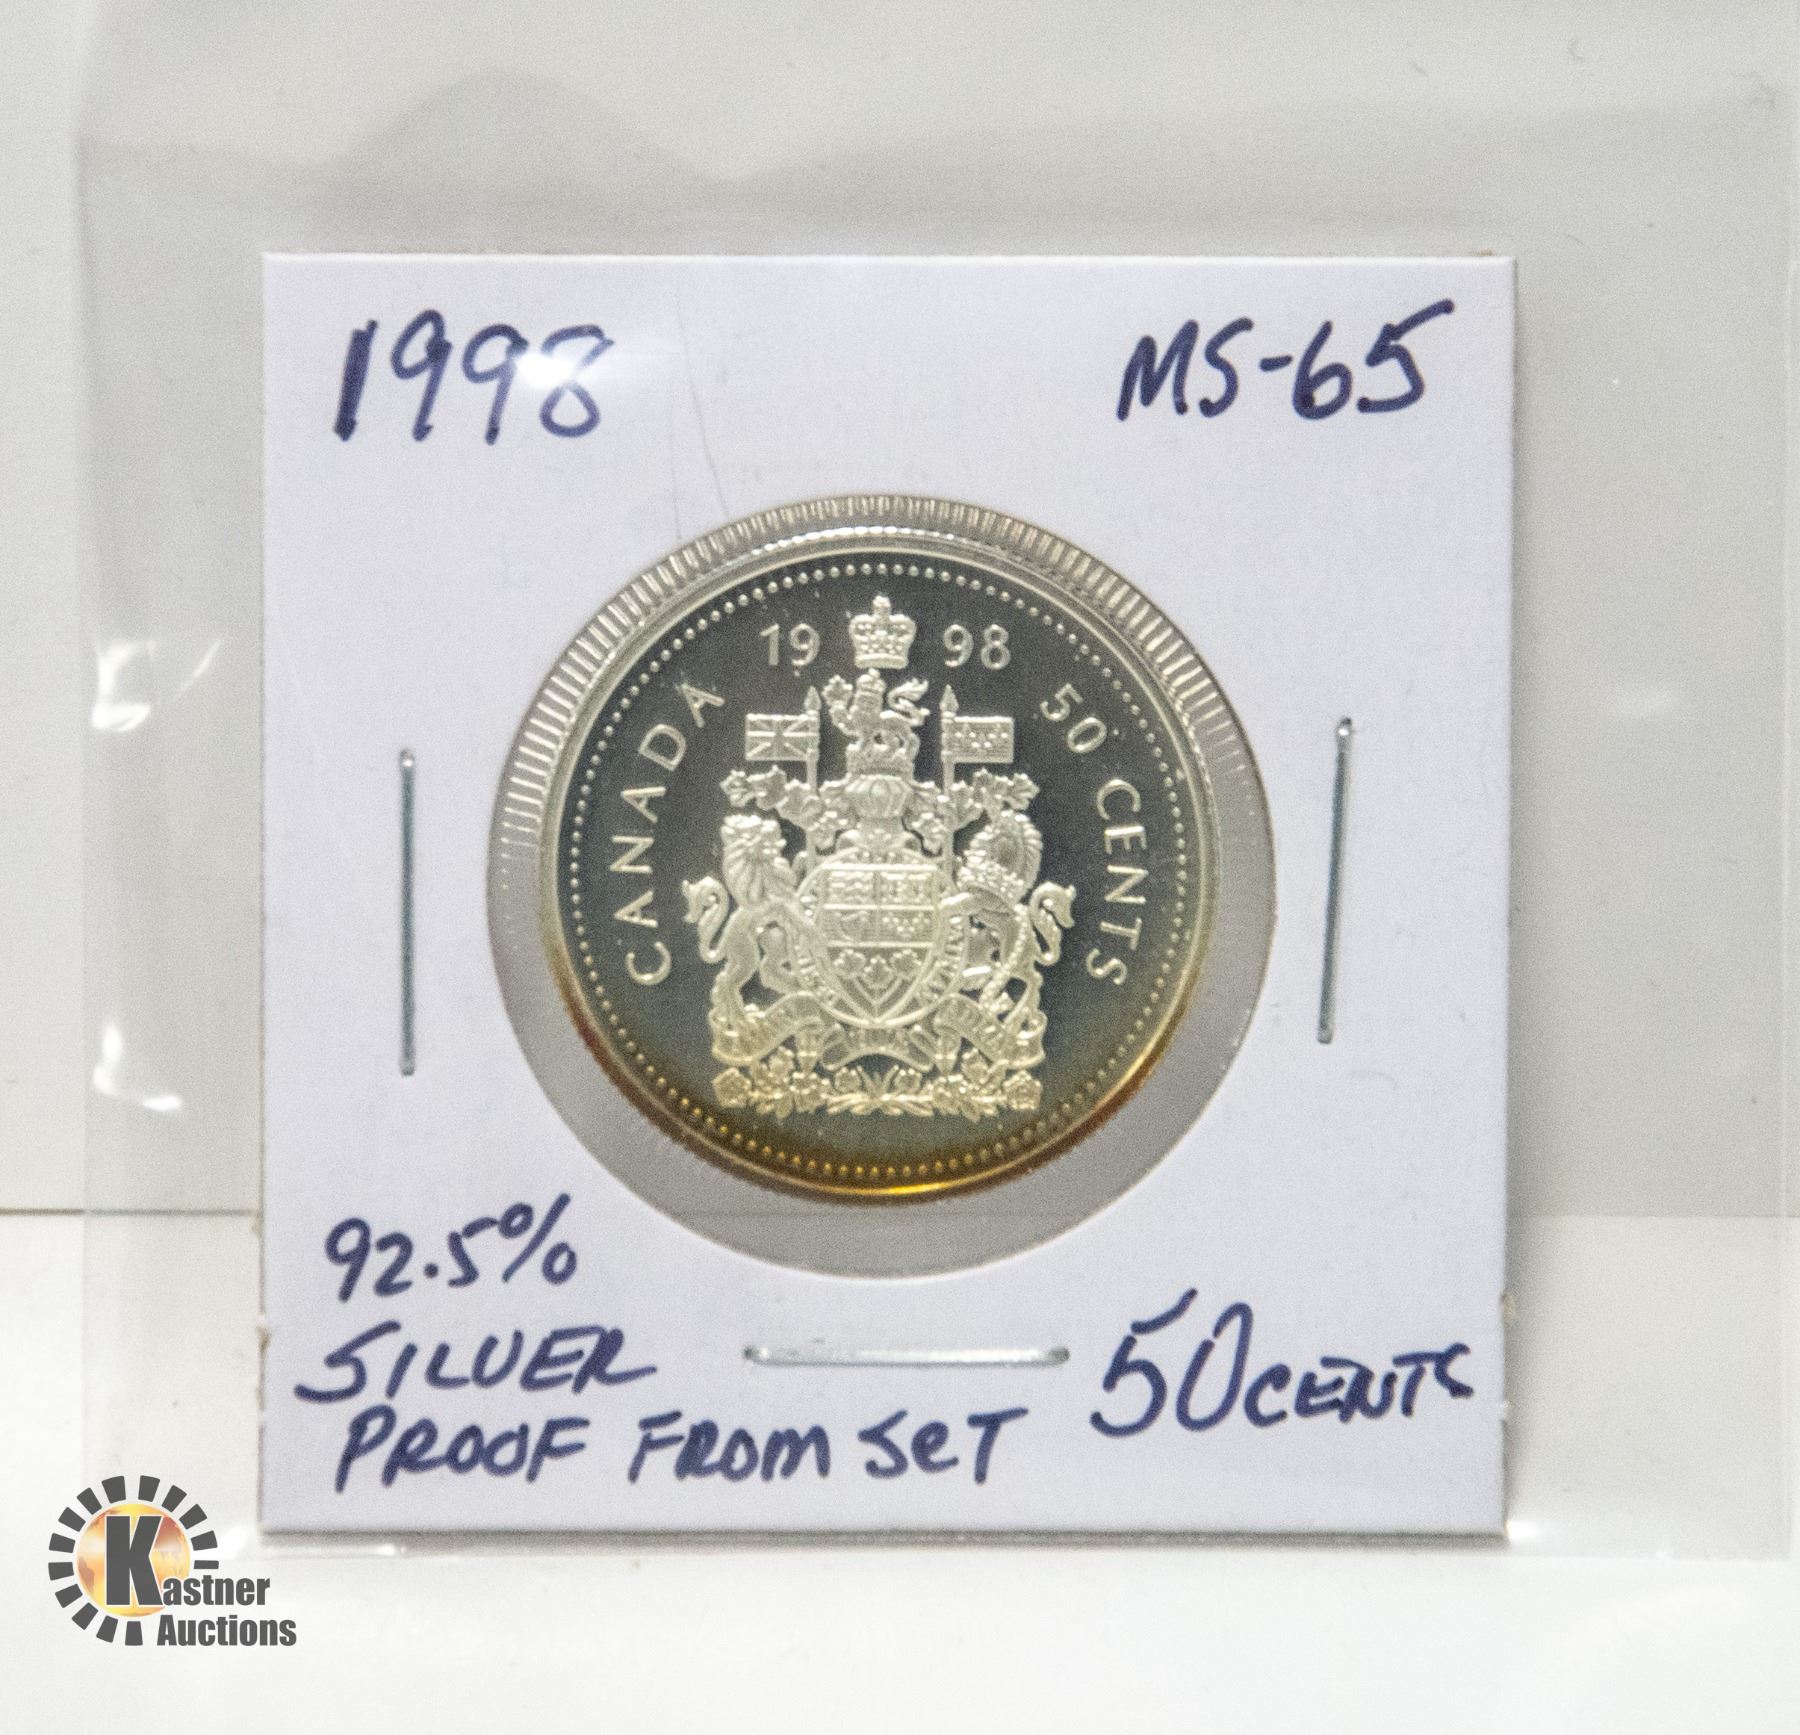 1998
MS-65
19 98
CANADA
50 CENTS
92.5%
SILVER
PROOF FROM SET
50 CENTS
Kastner
Auctions